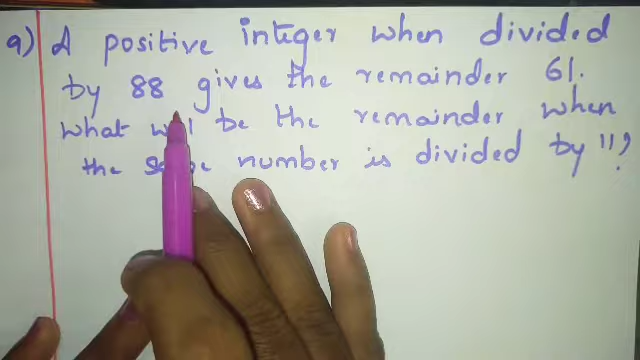 9) A positive integer when divided
by 88 gives the remainder 61.
What be the remainder when
the number is divided by 11?